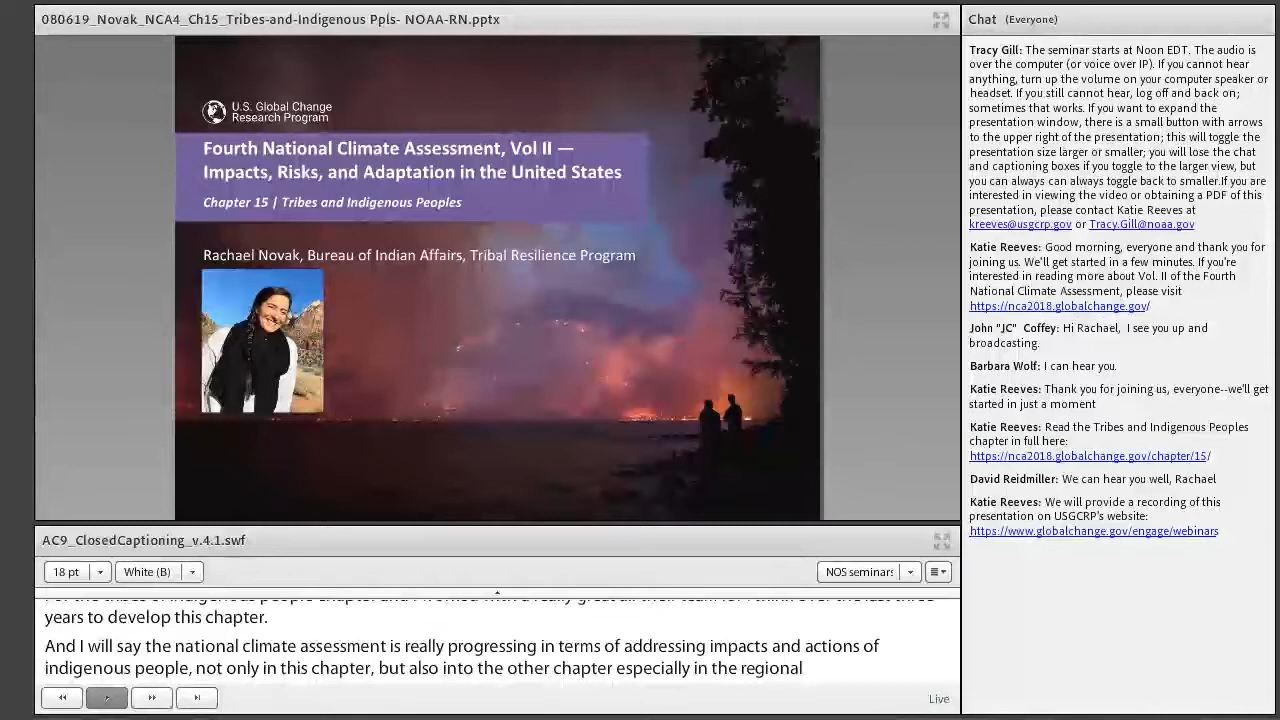 080619_Novak_NCA4_Ch15_Tribes-and-Indigenous Ppls- NOAA-RN.pptx
U.S. Global Change
Research Program
Fourth National Climate Assessment, Vol II —
Impacts, Risks, and Adaptation in the United States
Chapter 15 | Tribes and Indigenous Peoples
Rachael Novak, Bureau of Indian Affairs, Tribal Resilience Program
AC9_ClosedCaptioning_v.4.1.swf
18 pt
White (B)
NOS seminars
years to develop this chapter.
And I will say the national climate assessment is really progressing in terms of addressing impacts and actions of
indigenous people, not only in this chapter, but also into the other chapter especially in the regional
Live
Chat (Everyone)
Tracy Gill: The seminar starts at Noon EDT. The audio is
over the computer (or voice over IP). If you cannot hear
anything, turn up the volume on your computer speaker or
headset. If you still cannot hear, log off and back on;
sometimes that works. If you want to expand the
presentation window, there is a small button with arrows
to the upper right of the presentation; this will toggle the
presentation size larger or smaller; you will lose the
chat and captioning boxes if you toggle to the larger view, but
you can always can always toggle back to smaller.If you are
interested in viewing the video or obtaining a PDF of this
presentation, please contact Katie Reeves at
kreeves@usgcrp.gov or Tracy.Gill@noaa.gov
Katie Reeves: Good morning, everyone and thank you for
joining us. We'll get started in a few minutes. If you're
interested in reading more about Vol. II of the Fourth
National Climate Assessment, please visit
https://nca2018.globalchange.gov/
John "JC" Coffey: Hi Rachael, I see you up and
broadcasting.
Barbara Wolf: I can hear you.
Katie Reeves: Thank you for joining us, everyone--we'll get
started in just a moment
Katie Reeves: Read the Tribes and Indigenous Peoples
chapter in full here:
https://nca2018.globalchange.gov/chapter/15/
David Reidmiller: We can hear you well, Rachael
Katie Reeves: We will provide a recording of this
presentation on USGCRP's website:
https://www.globalchange.gov/engage/webinars